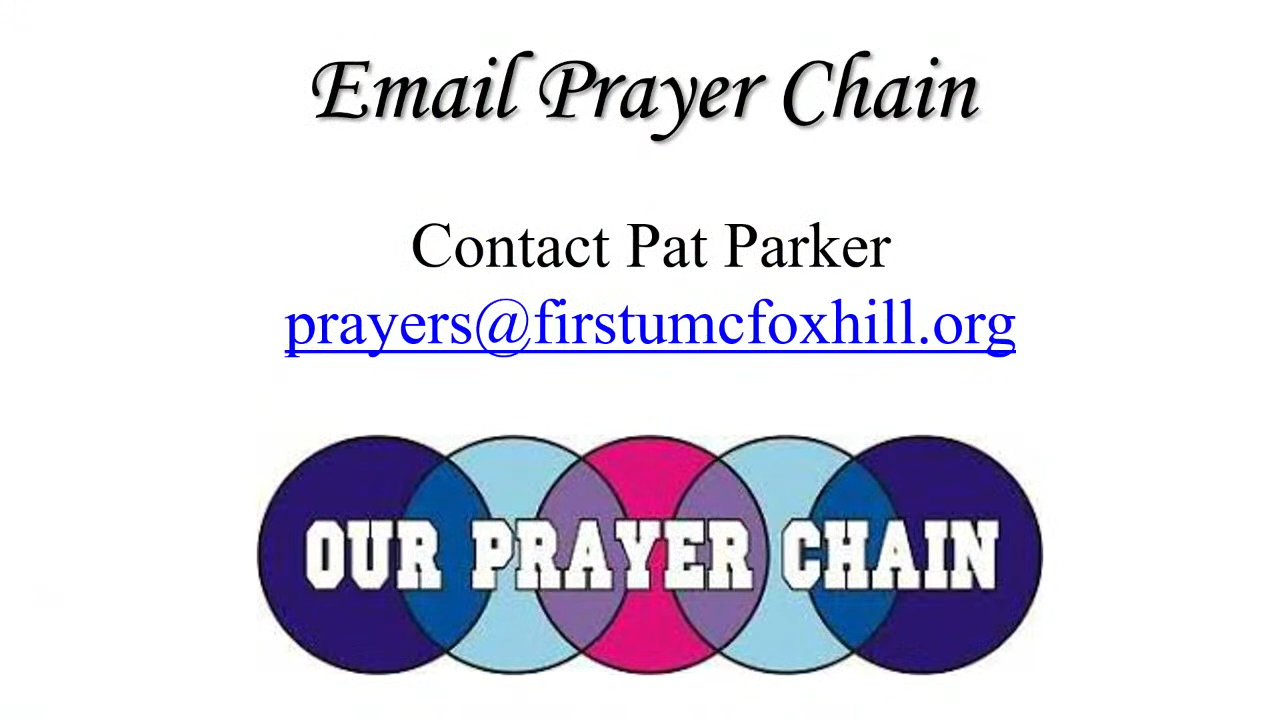 Email Prayer Chain
Contact Pat Parker
prayers@firstumcfoxhill.org
OUR PRAYER CHAIN